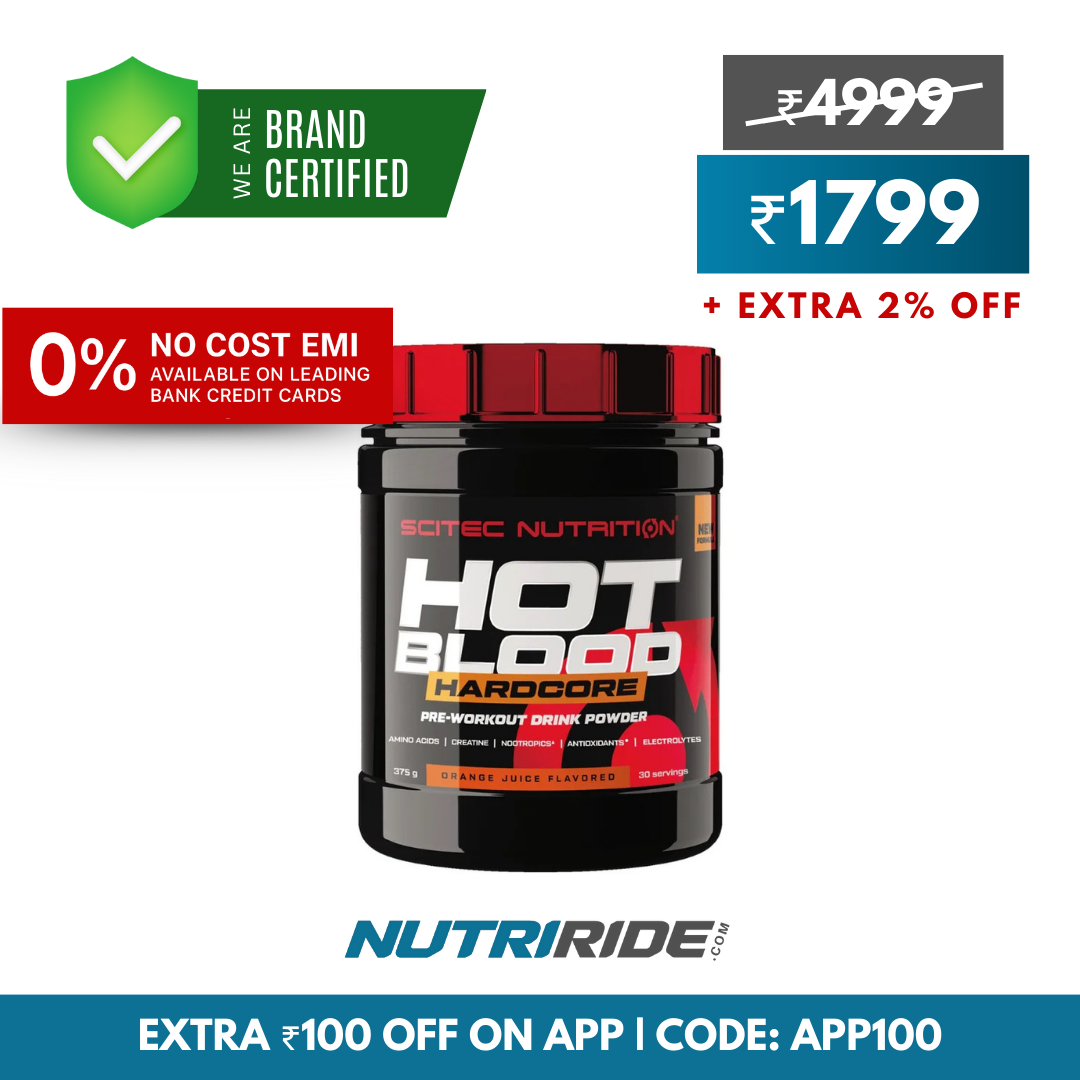 WE ARE
BRAND
CERTIFIED
₹4999
₹1799
+ EXTRA 2% OFF
0%
NO COST EMI
AVAILABLE ON LEADING
BANK CREDIT CARDS
SCITEC NUTRITION
NEW
FORMULA
HOT
BLOOD
HARDCORE
PRE-WORKOUT DRINK POWDER
AMINO ACIDS | CREATINE | NOOTROPICS⁺ | ANTIOXIDANTS* | ELECTROLYTES
375 g
ORANGE JUICE FLAVORED
30 servings
NUTRIRIDE.COM
EXTRA ₹100 OFF ON APP | CODE: APP100